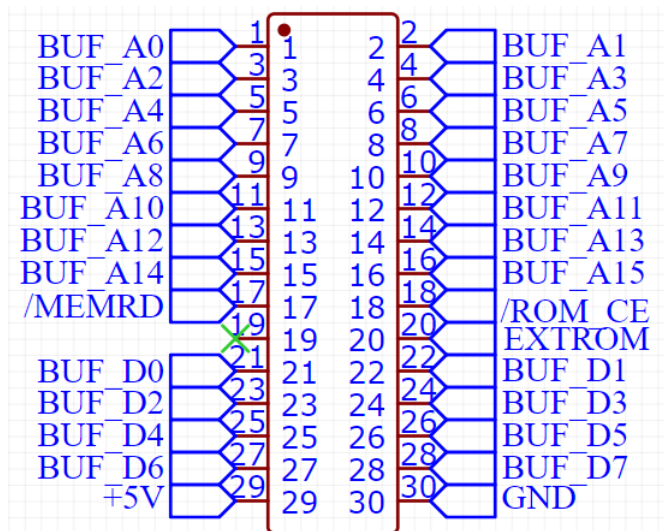 BUF_A0 1 1 2 2 BUF_A1
BUF_A2 3 3 4 4 BUF_A3
BUF_A4 5 5 6 6 BUF_A5
BUF_A6 7 7 8 8 BUF_A7
BUF_A8 9 9 10 10 BUF_A9
BUF_A10 11 11 12 12 BUF_A11
BUF_A12 13 13 14 14 BUF_A13
BUF_A14 15 15 16 16 BUF_A15
/MEMRD 17 17 18 18 /ROM_CE
19 19 20 20 EXTROM
BUF_D0 21 21 22 22 BUF_D1
BUF_D2 23 23 24 24 BUF_D3
BUF_D4 25 25 26 26 BUF_D5
BUF_D6 27 27 28 28 BUF_D7
+5V 29 29 30 30 GND